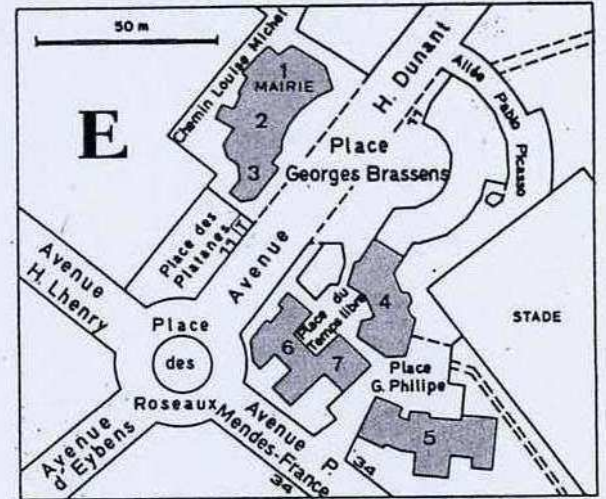 50 m
Chemin Louise Michel
1
MAIRIE
2
3
E
H. Dunant
Allée Pablo Picasso
11
Place
Georges Brassens
Place des
Platanes
11 T
Avenue
Avenue
H. Lhenry
Place
des
Roseaux
Place du
Temps libre
4
6
7
STADE
Place
G. Philipe
5
Avenue
d'Eybens
Avenue P.
Mendes-France
34
34